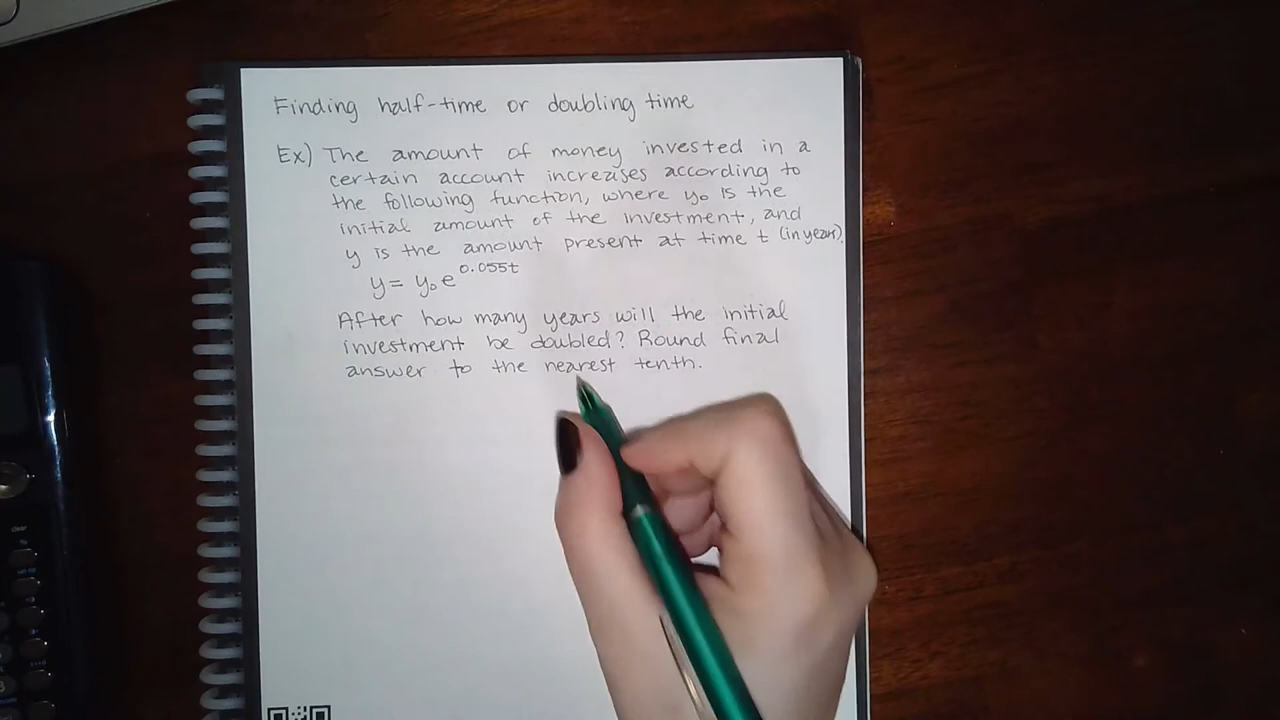 Finding half-time or doubling time
Ex) The amount of money invested in a
certain account increases according to
the following function, where y₀ is the
initial amount of the investment, and
y is the amount present at time t (in years).
y = y₀e^0.055t
After how many years will the initial
investment be doubled? Round final
answer to the nearest tenth.
clear